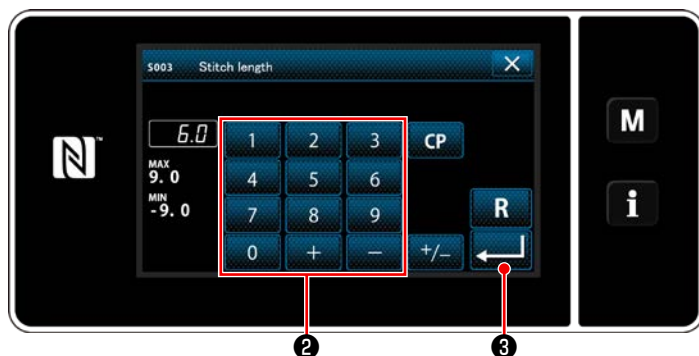 S003 Stitch length X
6.0
MAX
9.0
MIN
-9.0
1 2 3 CP
4 5 6
7 8 9 R
0 + − +/−
N™
M
i
❷ ❸